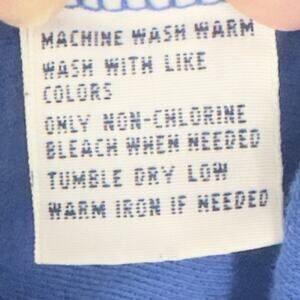 MACHINE WASH WARM
WASH WITH LIKE
COLORS
ONLY NON-CHLORINE
BLEACH WHEN NEEDED
TUMBLE DRY LOW
WARM IRON IF NEEDED